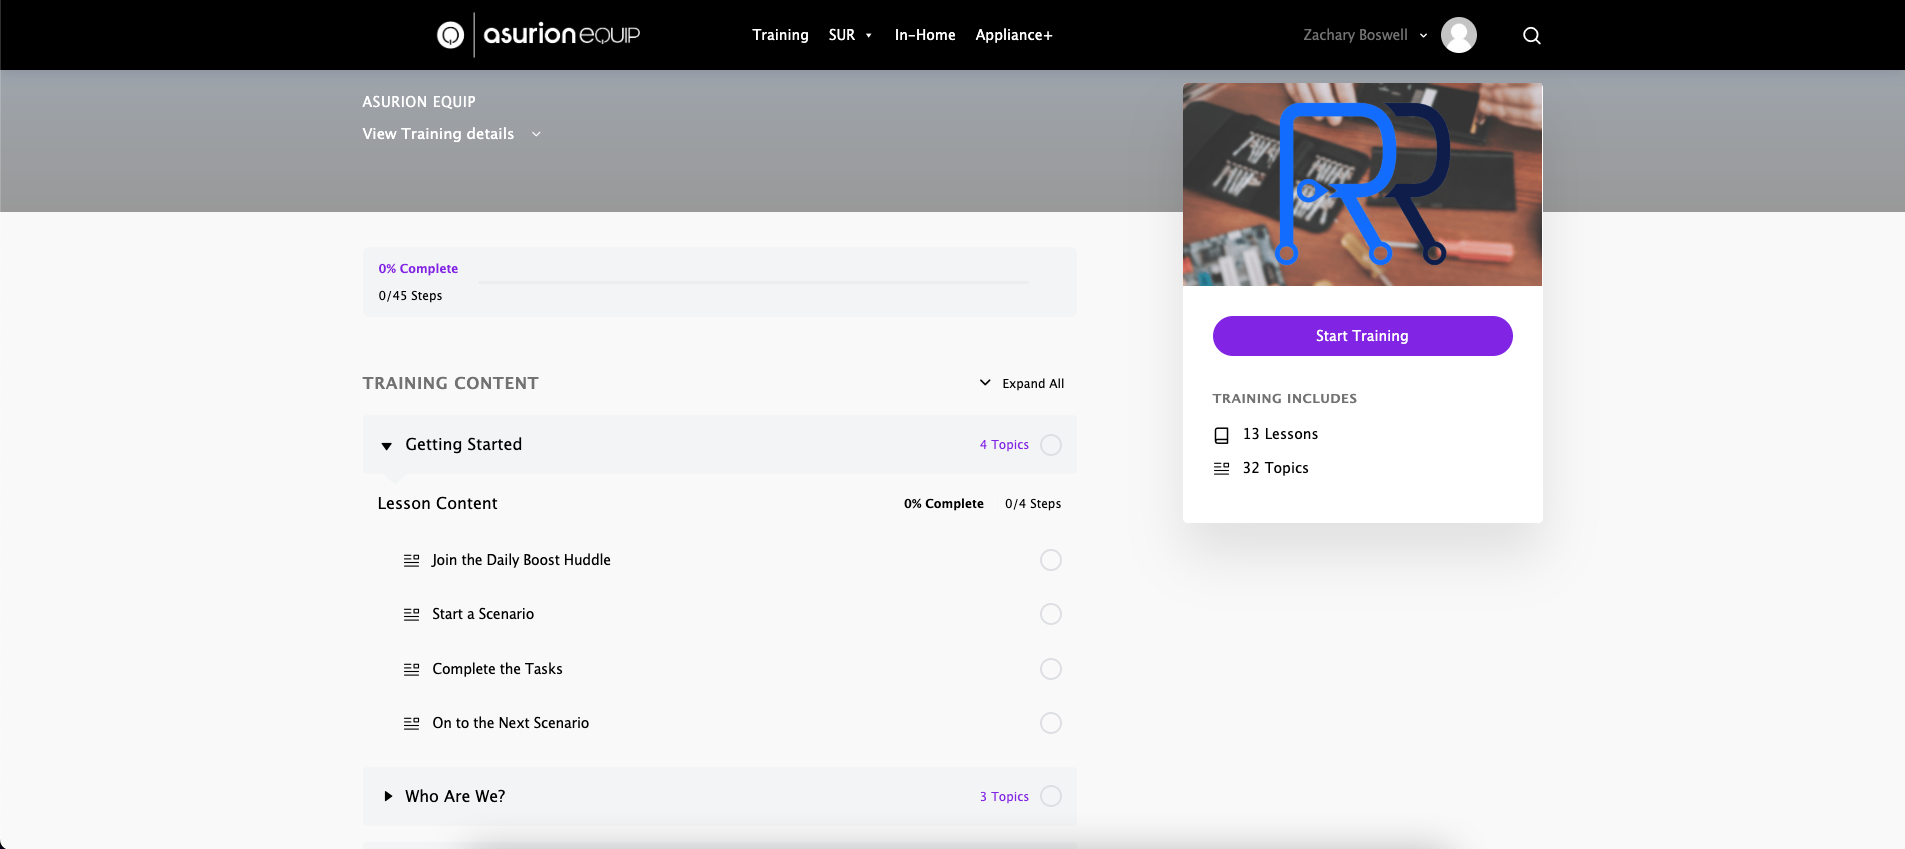 asurion EQUIP
Training SUR In-Home Appliance+
Zachary Boswell
ASURION EQUIP
View Training details
0% Complete
0/45 Steps
TRAINING CONTENT
Expand All
Getting Started
4 Topics
Lesson Content
0% Complete 0/4 Steps
Join the Daily Boost Huddle
Start a Scenario
Complete the Tasks
On to the Next Scenario
Who Are We?
3 Topics
RR
Start Training
TRAINING INCLUDES
13 Lessons
32 Topics